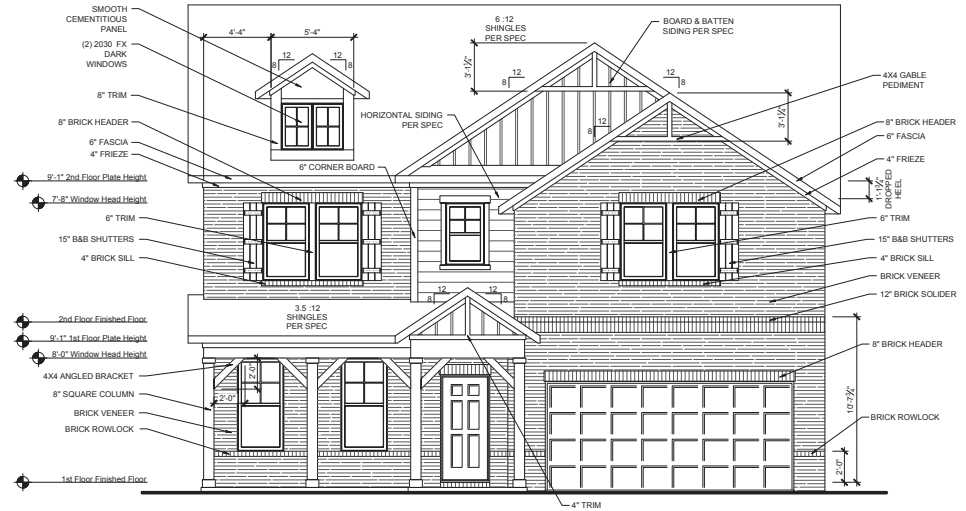 SMOOTH
CEMENTITIOUS
PANEL
(2) 2030 FX
DARK
WINDOWS
8" TRIM
8" BRICK HEADER
6" FASCIA
4" FRIEZE
9'-1" 2nd Floor Plate Height
7'-8" Window Head Height
6" TRIM
15" B&B SHUTTERS
4" BRICK SILL
2nd Floor Finished Floor
9'-1" 1st Floor Plate Height
8'-0" Window Head Height
4X4 ANGLED BRACKET
8" SQUARE COLUMN
BRICK VENEER
BRICK ROWLOCK
1st Floor Finished Floor
4'-4"
5'-4"
12
8
12
8
6 :12
SHINGLES
PER SPEC
3'-1¼"
12
8
12
8
12
8
BOARD & BATTEN
SIDING PER SPEC
HORIZONTAL SIDING
PER SPEC
6" CORNER BOARD
3.5 :12
SHINGLES
PER SPEC
12
8
12
8
2'-0"
2'-0"
4" TRIM
4X4 GABLE
PEDIMENT
3'-1¼"
8" BRICK HEADER
6" FASCIA
4" FRIEZE
1'-1¾"
DROPPED
HEEL
6" TRIM
15" B&B SHUTTERS
4" BRICK SILL
BRICK VENEER
12" BRICK SOLIDER
8" BRICK HEADER
10'-7¾"
BRICK ROWLOCK
2'-0"